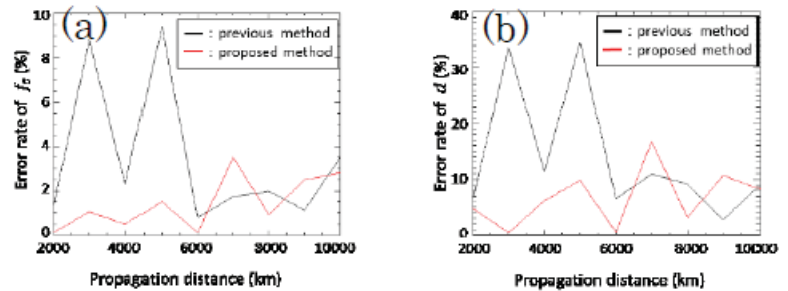 (a)
: previous method
: proposed method
Error rate of f₀ (%)
10
8
6
4
2
0
2000 4000 6000 8000 10000
Propagation distance (km)
(b)
: previous method
: proposed method
Error rate of d (%)
40
30
20
10
0
2000 4000 6000 8000 10000
Propagation distance (km)